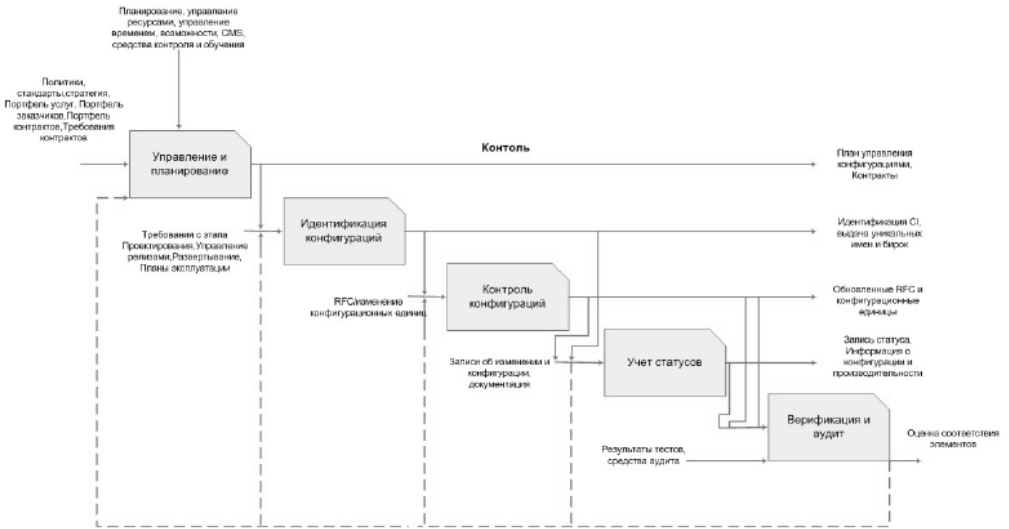 Планирование, управление
ресурсами, управление
временем, возможности, CMS,
средства контроля и обучения
Политики,
стандарты,стратегия,
Портфель услуг, Портфель
заказчиков,Портфель
контрактов,Требования
контрактов
Управление и
планирование
Контоль
План управления
конфигурациями,
Контракты
Требования с этапа
Проектирования,Управление
релизами,Развертывание,
Планы эксплуатации
Идентификация
конфигураций
Идентификация CI,
выдача уникальных
имен и бирок
RFC/изменение
конфигурационных единиц
Контроль
конфигураций
Обновленные RFC и
конфигурационные
единицы
Записи об изменении и
конфигурации,
документация
Учет статусов
Запись статуса,
Информация о
конфигурации и
производительности
Верификация и
аудит
Результаты тестов,
средства аудита
Оценка соответствия
элементов